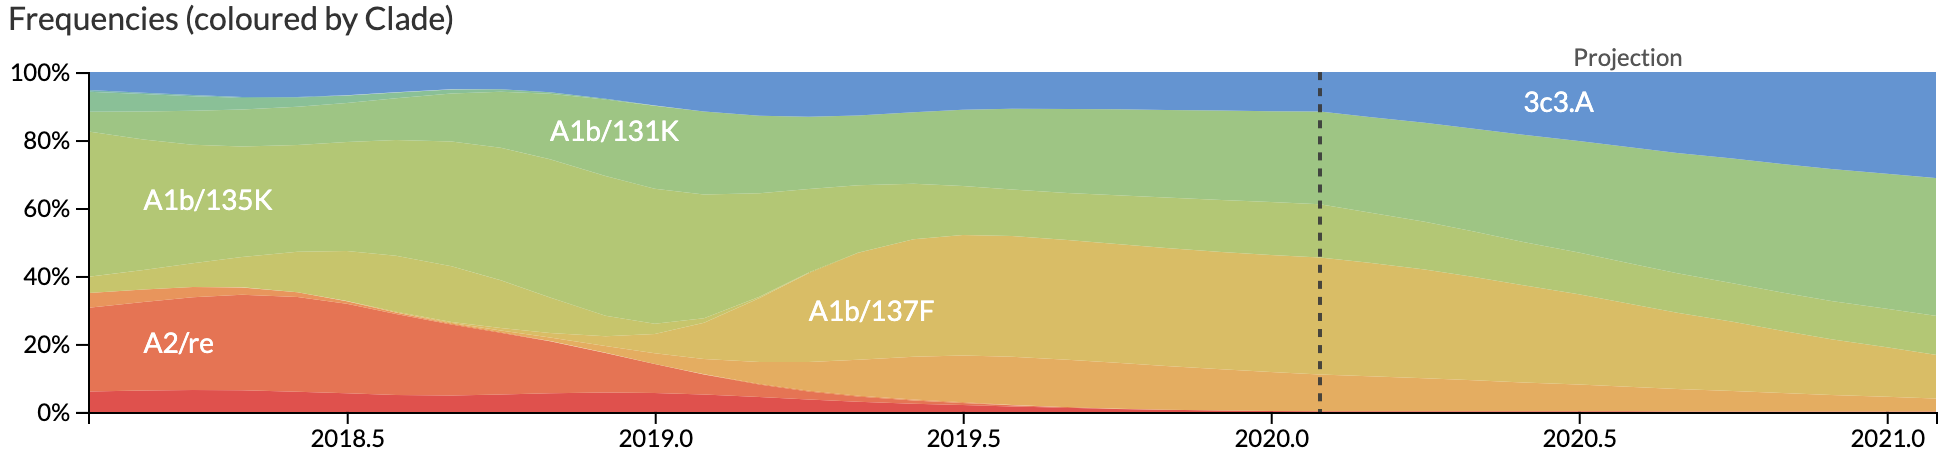 Frequencies (coloured by Clade)
Projection
100%
3c3.A
A1b/131K
80%
A1b/135K
60%
40%
A1b/137F
A2/re
20%
0%
2018.5 2019.0 2019.5 2020.0 2020.5 2021.0